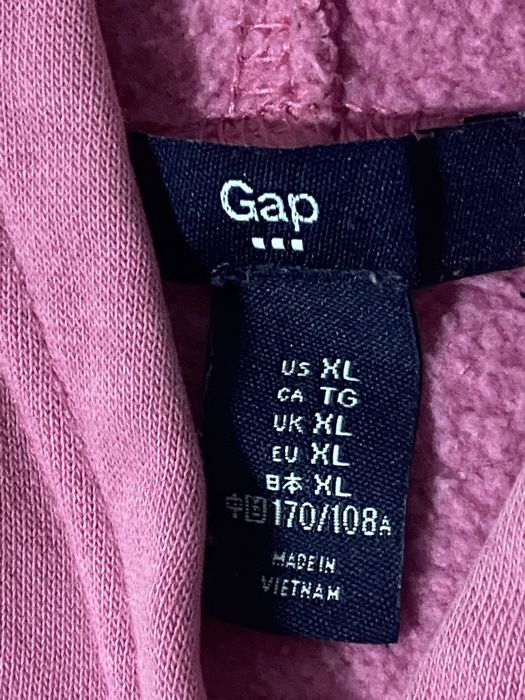 Gap
US XL
CA TG
UK XL
EU XL
日本 XL
中国 170/108A
MADE IN
VIETNAM